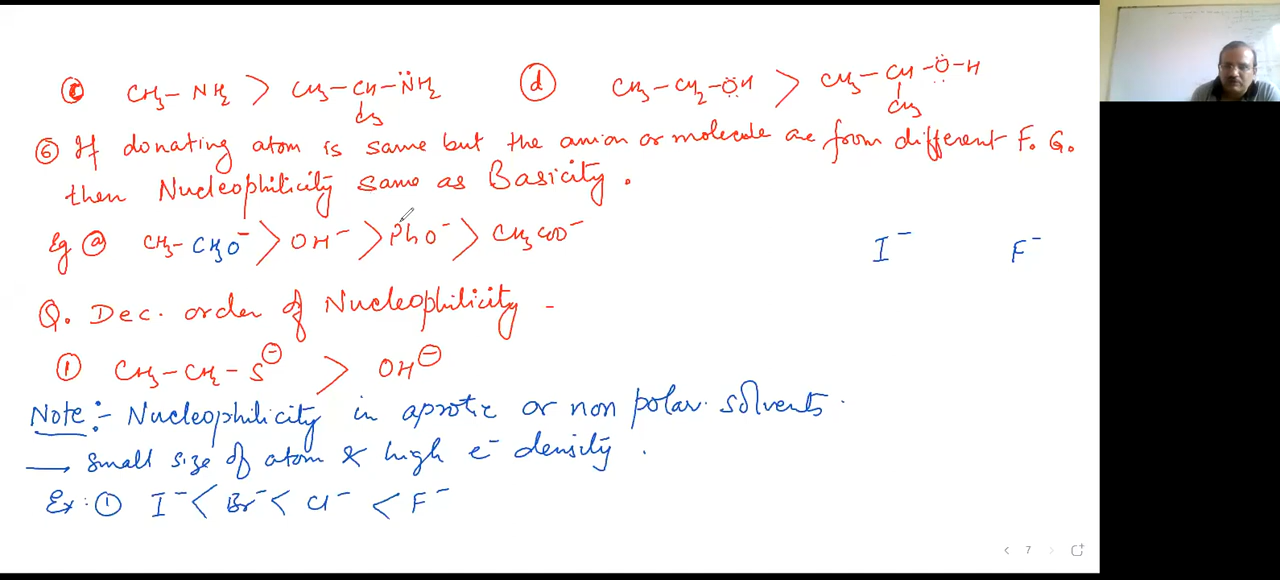 ⓒ CH3 – NH2 > CH3 – CH – N̈H2 ⓓ CH3 – CH2 – ÖH > CH3 – CH – Ö – H
CH3 CH3
⑥ If donating atom is same but the anion or molecule are from different F. G.
then Nucleophilicity same as Basicity .
Eg ⓐ CH3 – CH2O⁻ > OH⁻ > PhO⁻ > CH3COO⁻ I⁻ F⁻
Q. Dec. order of Nucleophilicity –
① CH3 – CH2 – S⊖ > OH⊖
Note :- Nucleophilicity in aprotic or non polar solvents .
→ small size of atom & high e⁻ density .
Ex : ① I⁻ < Br⁻ < Cl⁻ < F⁻
< 7 >